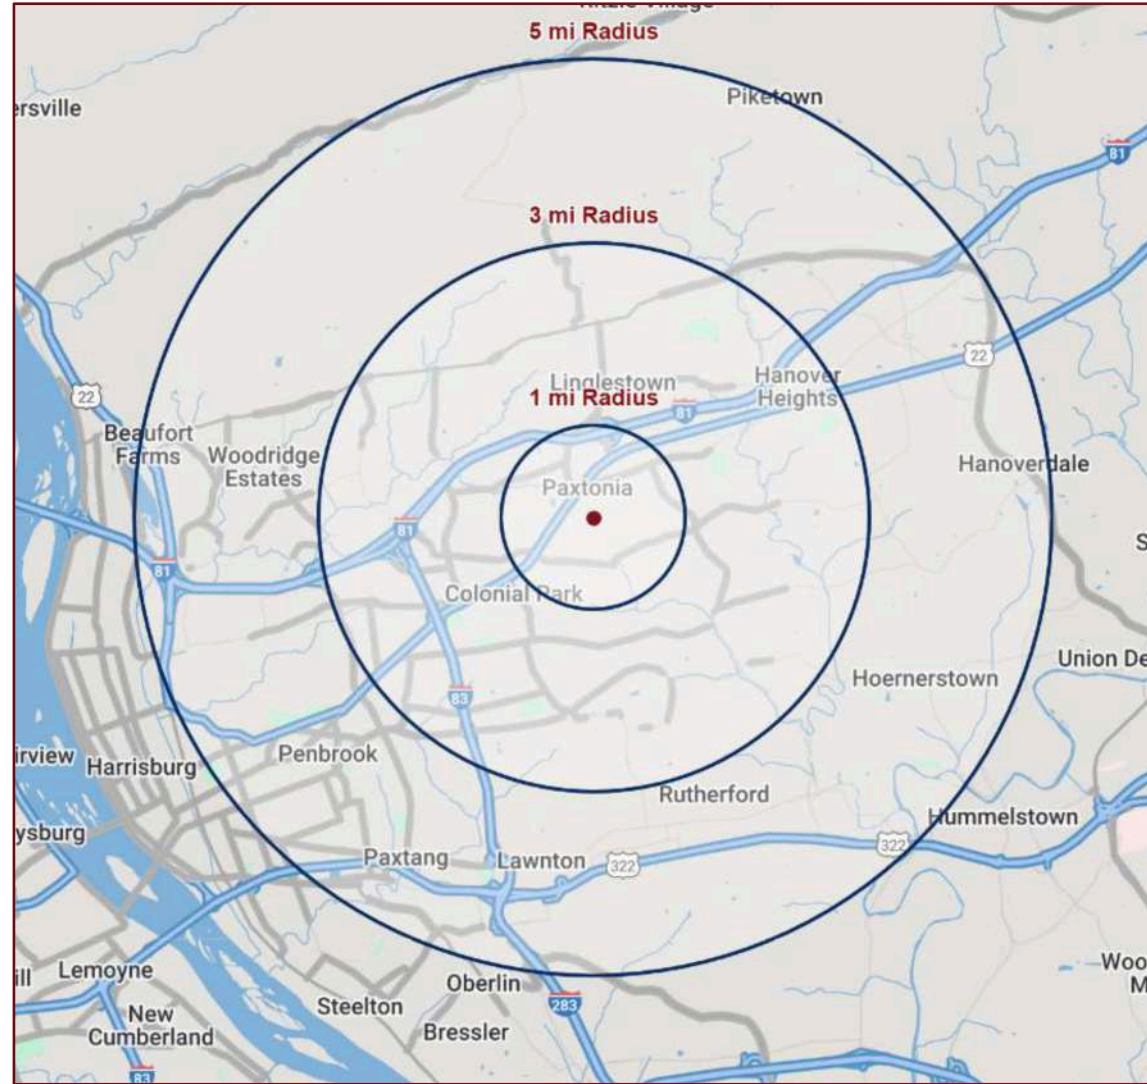 5 mi Radius
Piketown
ersville
81
3 mi Radius
22
22
Linglestown
Hanover
Heights
1 mi Radius
81
Beaufort
Farms
Woodridge
Estates
Hanoverdale
Paxtonia
81
81
Colonial Park
Union De
Hoernerstown
83
Penbrook
irview
Harrisburg
Rutherford
Hummelstown
ysburg
322
Paxtang
Lawnton
322
Lemoyne
ill
Oberlin
Woo
M
Steelton
283
New
Cumberland
Bressler
83
S